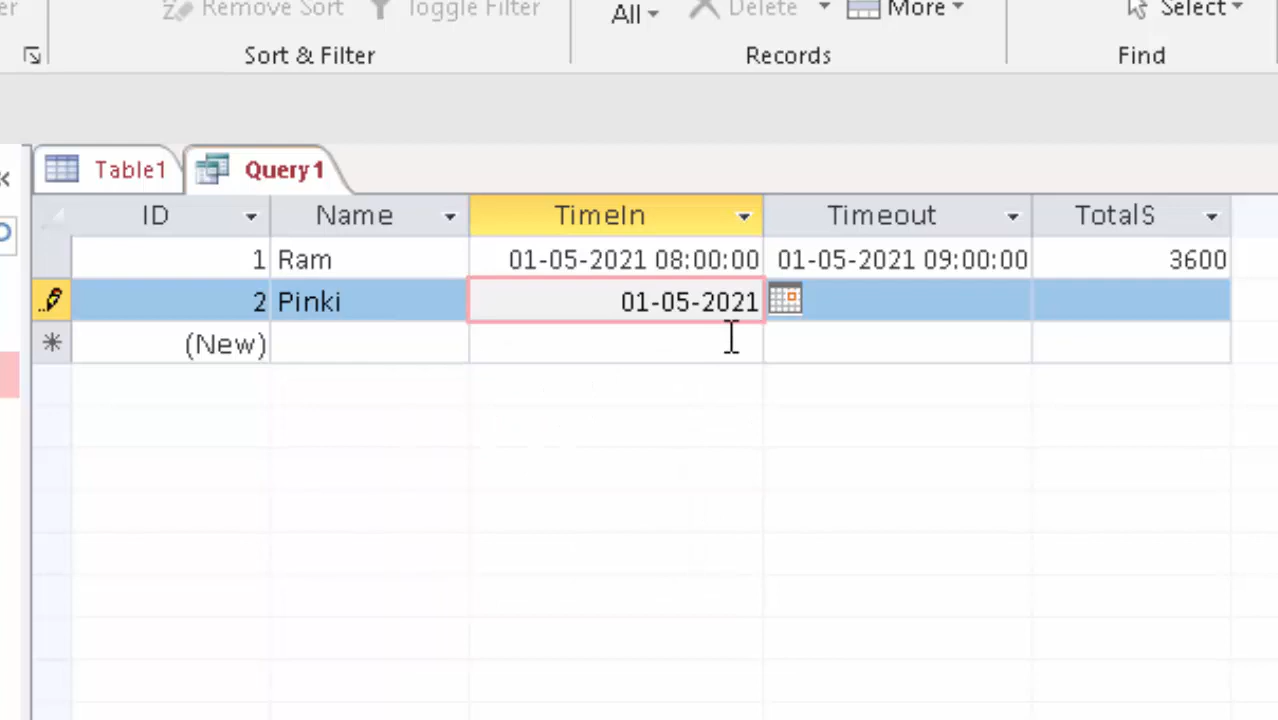 Remove Sort Toggle Filter All Delete More Select
Sort & Filter Records Find
Table1 Query1
ID Name TimeIn Timeout TotalS
1 Ram 01-05-2021 08:00:00 01-05-2021 09:00:00 3600
2 Pinki 01-05-2021
(New)